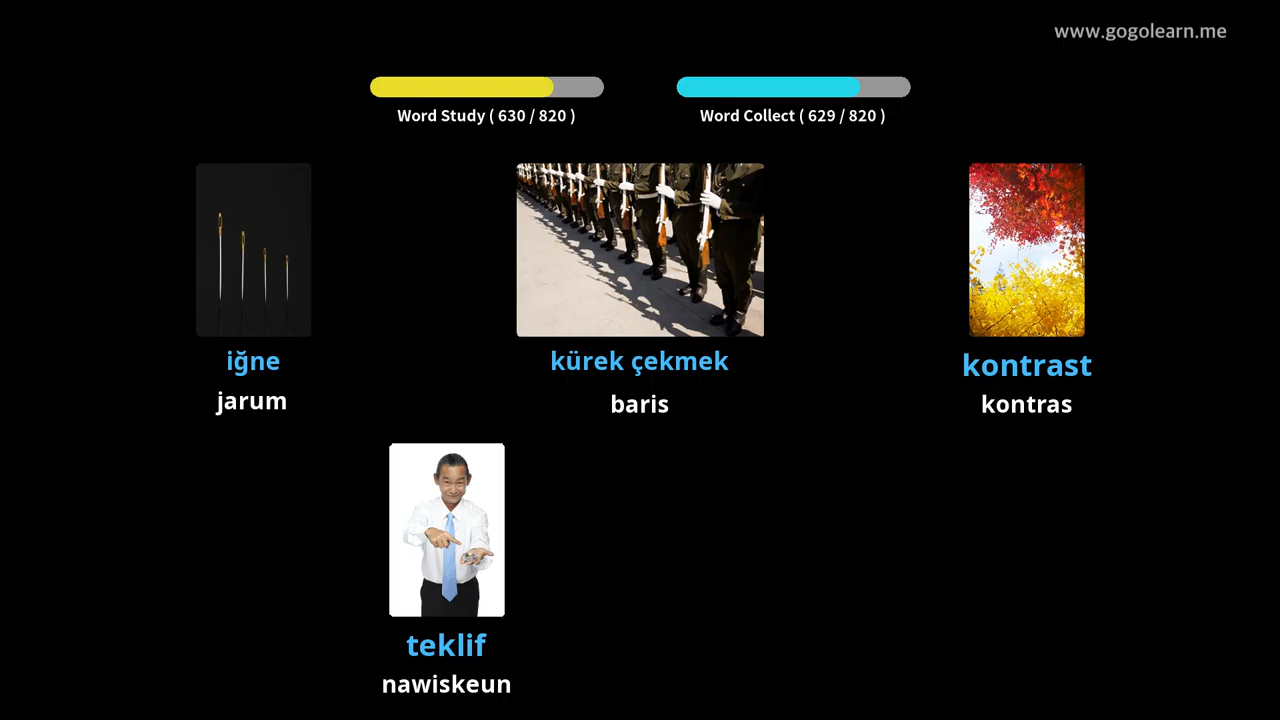 www.gogolearn.me
Word Study ( 630 / 820 )
Word Collect ( 629 / 820 )
iğne
jarum
kürek çekmek
baris
kontrast
kontras
teklif
nawiskeun